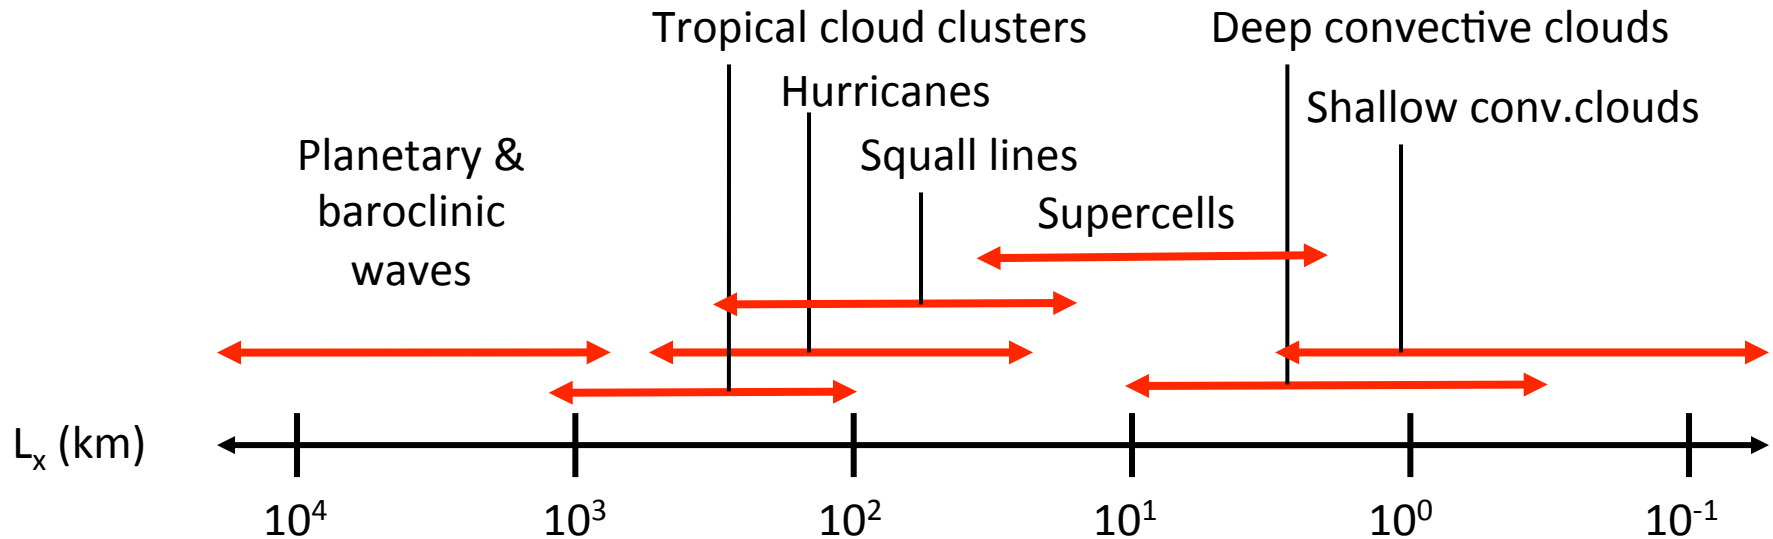 Tropical cloud clusters
Deep convective clouds
Hurricanes
Shallow conv.clouds
Planetary &
baroclinic
waves
Squall lines
Supercells
Lₓ (km)
10⁴ 10³ 10² 10¹ 10⁰ 10⁻¹